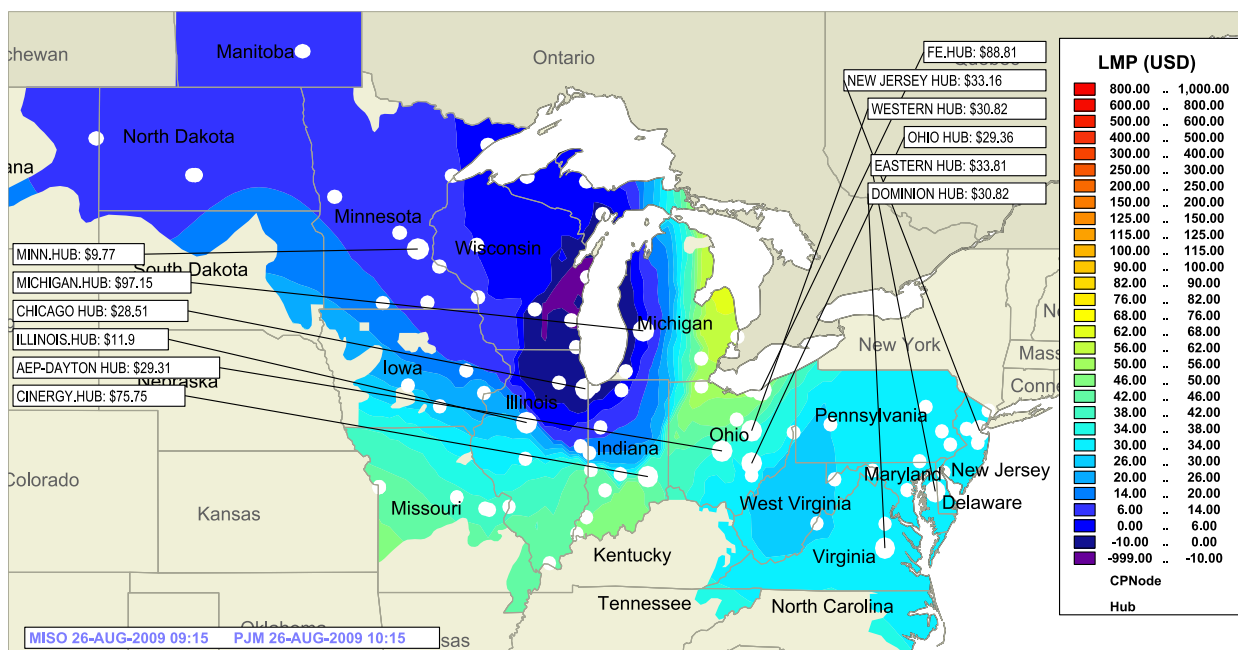 Manitoba
chewan
Ontario
Québec
North Dakota
ana
Minnesota
Wisconsin
South Dakota
Michigan
New York
Mass
Conne
Iowa
Nebraska
Illinois
Indiana
Ohio
Pennsylvania
New Jersey
Maryland
Delaware
West Virginia
Virginia
Colorado
Kansas
Missouri
Kentucky
Tennessee
North Carolina
Oklahoma
sas
FE.HUB: $88.81
NEW JERSEY HUB: $33.16
WESTERN HUB: $30.82
OHIO HUB: $29.36
EASTERN HUB: $33.81
DOMINION HUB: $30.82
MINN.HUB: $9.77
MICHIGAN.HUB: $97.15
CHICAGO HUB: $28.51
ILLINOIS.HUB: $11.9
AEP-DAYTON HUB: $29.31
CINERGY.HUB: $75.75
MISO 26-AUG-2009 09:15 PJM 26-AUG-2009 10:15
LMP (USD)
800.00 .. 1,000.00
600.00 .. 800.00
500.00 .. 600.00
400.00 .. 500.00
300.00 .. 400.00
250.00 .. 300.00
200.00 .. 250.00
150.00 .. 200.00
125.00 .. 150.00
115.00 .. 125.00
100.00 .. 115.00
90.00 .. 100.00
82.00 .. 90.00
76.00 .. 82.00
68.00 .. 76.00
62.00 .. 68.00
56.00 .. 62.00
50.00 .. 56.00
46.00 .. 50.00
42.00 .. 46.00
38.00 .. 42.00
34.00 .. 38.00
30.00 .. 34.00
26.00 .. 30.00
20.00 .. 26.00
14.00 .. 20.00
6.00 .. 14.00
0.00 .. 6.00
-10.00 .. 0.00
-999.00 .. -10.00
CPNode
Hub